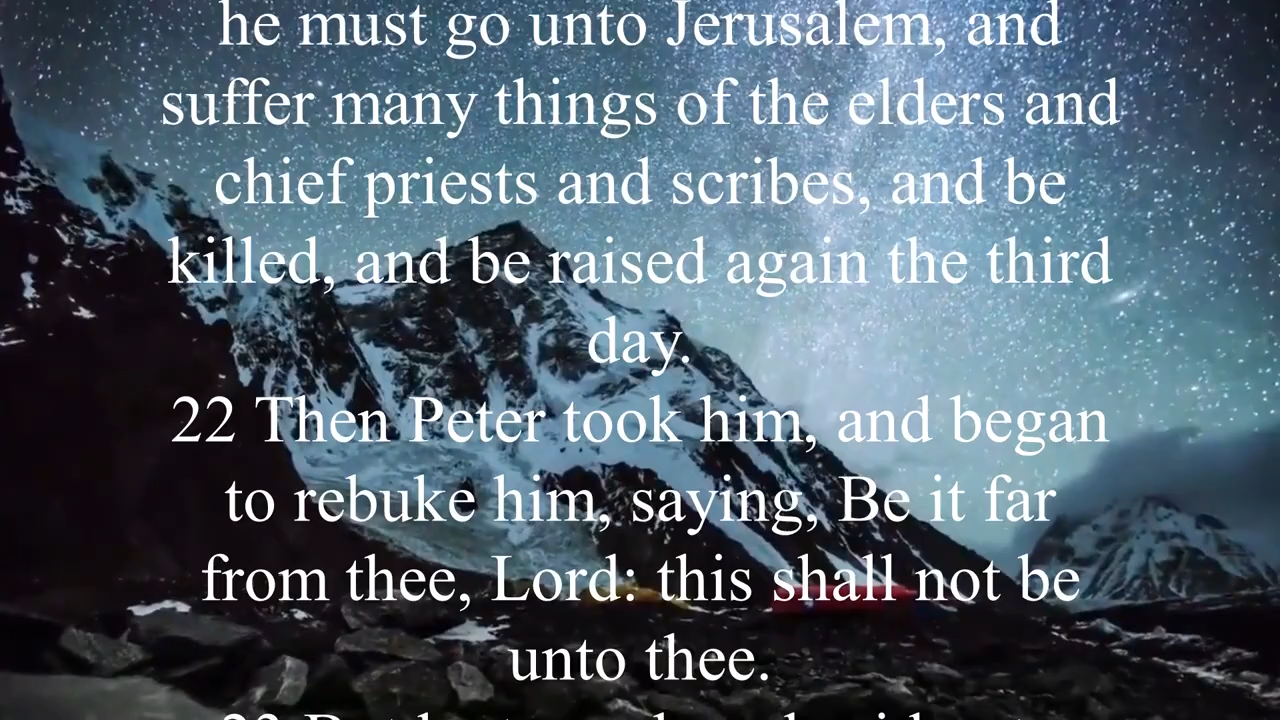 he must go unto Jerusalem, and
suffer many things of the elders and
chief priests and scribes, and be
killed, and be raised again the third
day.
22 Then Peter took him, and began
to rebuke him, saying, Be it far
from thee, Lord: this shall not be
unto thee.